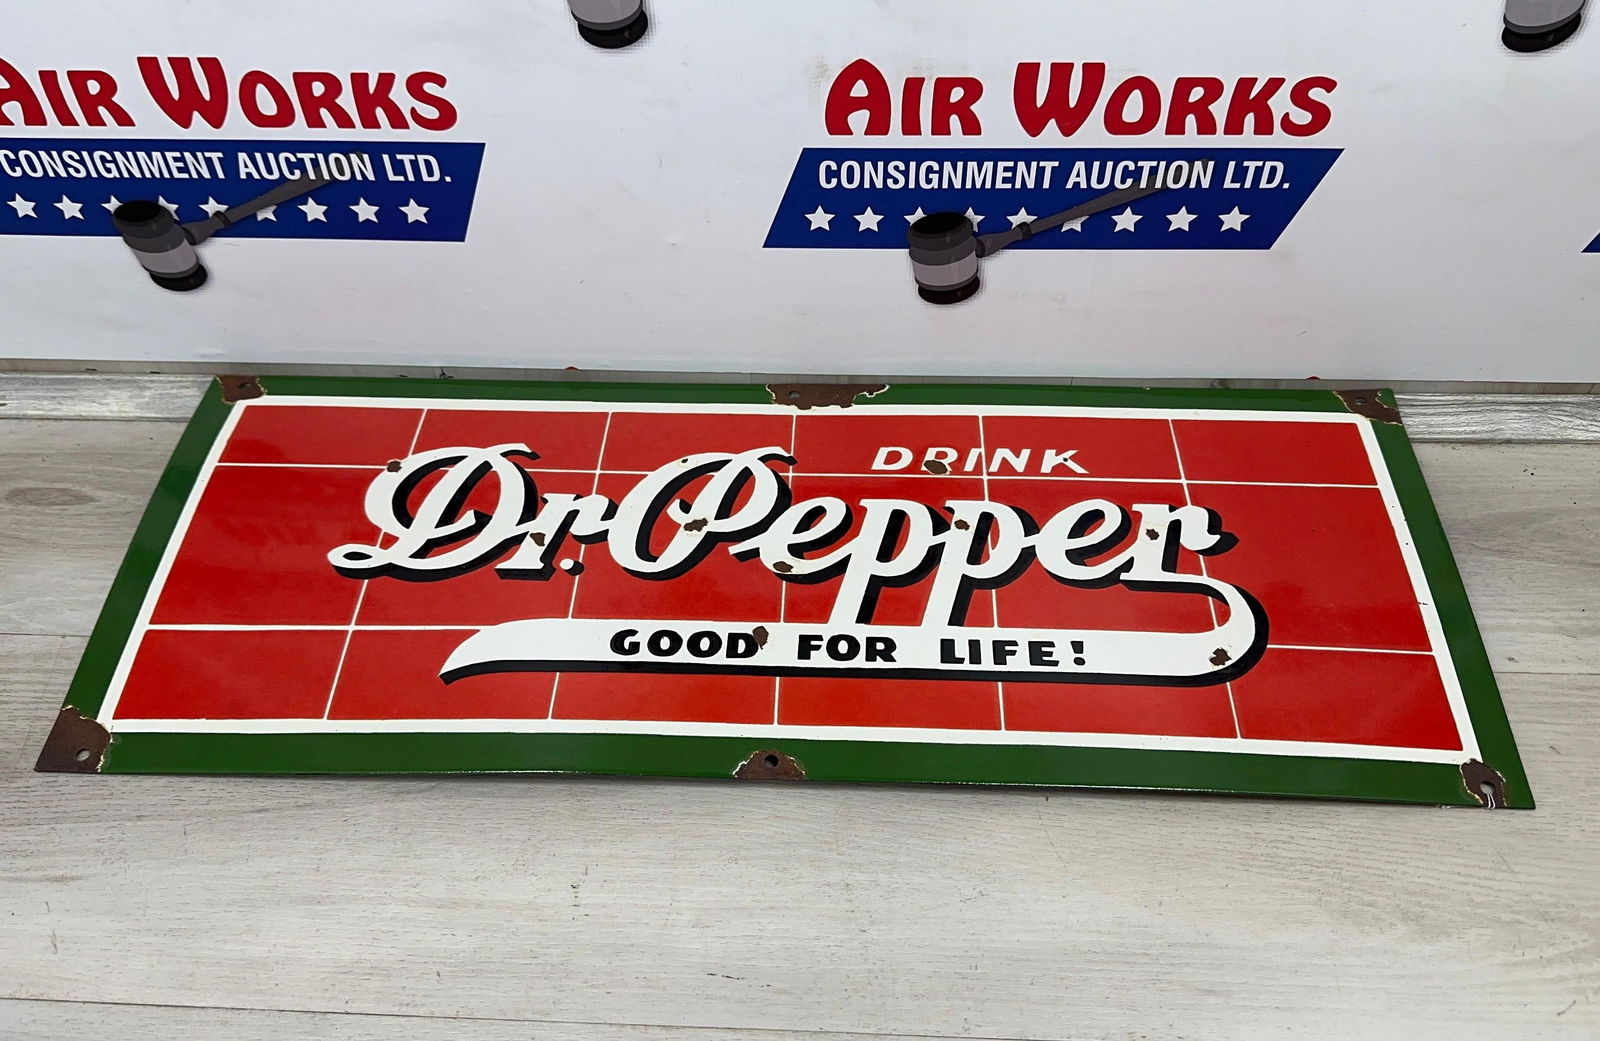 AIR WORKS
CONSIGNMENT AUCTION LTD.
AIR WORKS
CONSIGNMENT AUCTION LTD.
DRINK
Dr. Pepper
GOOD FOR LIFE!